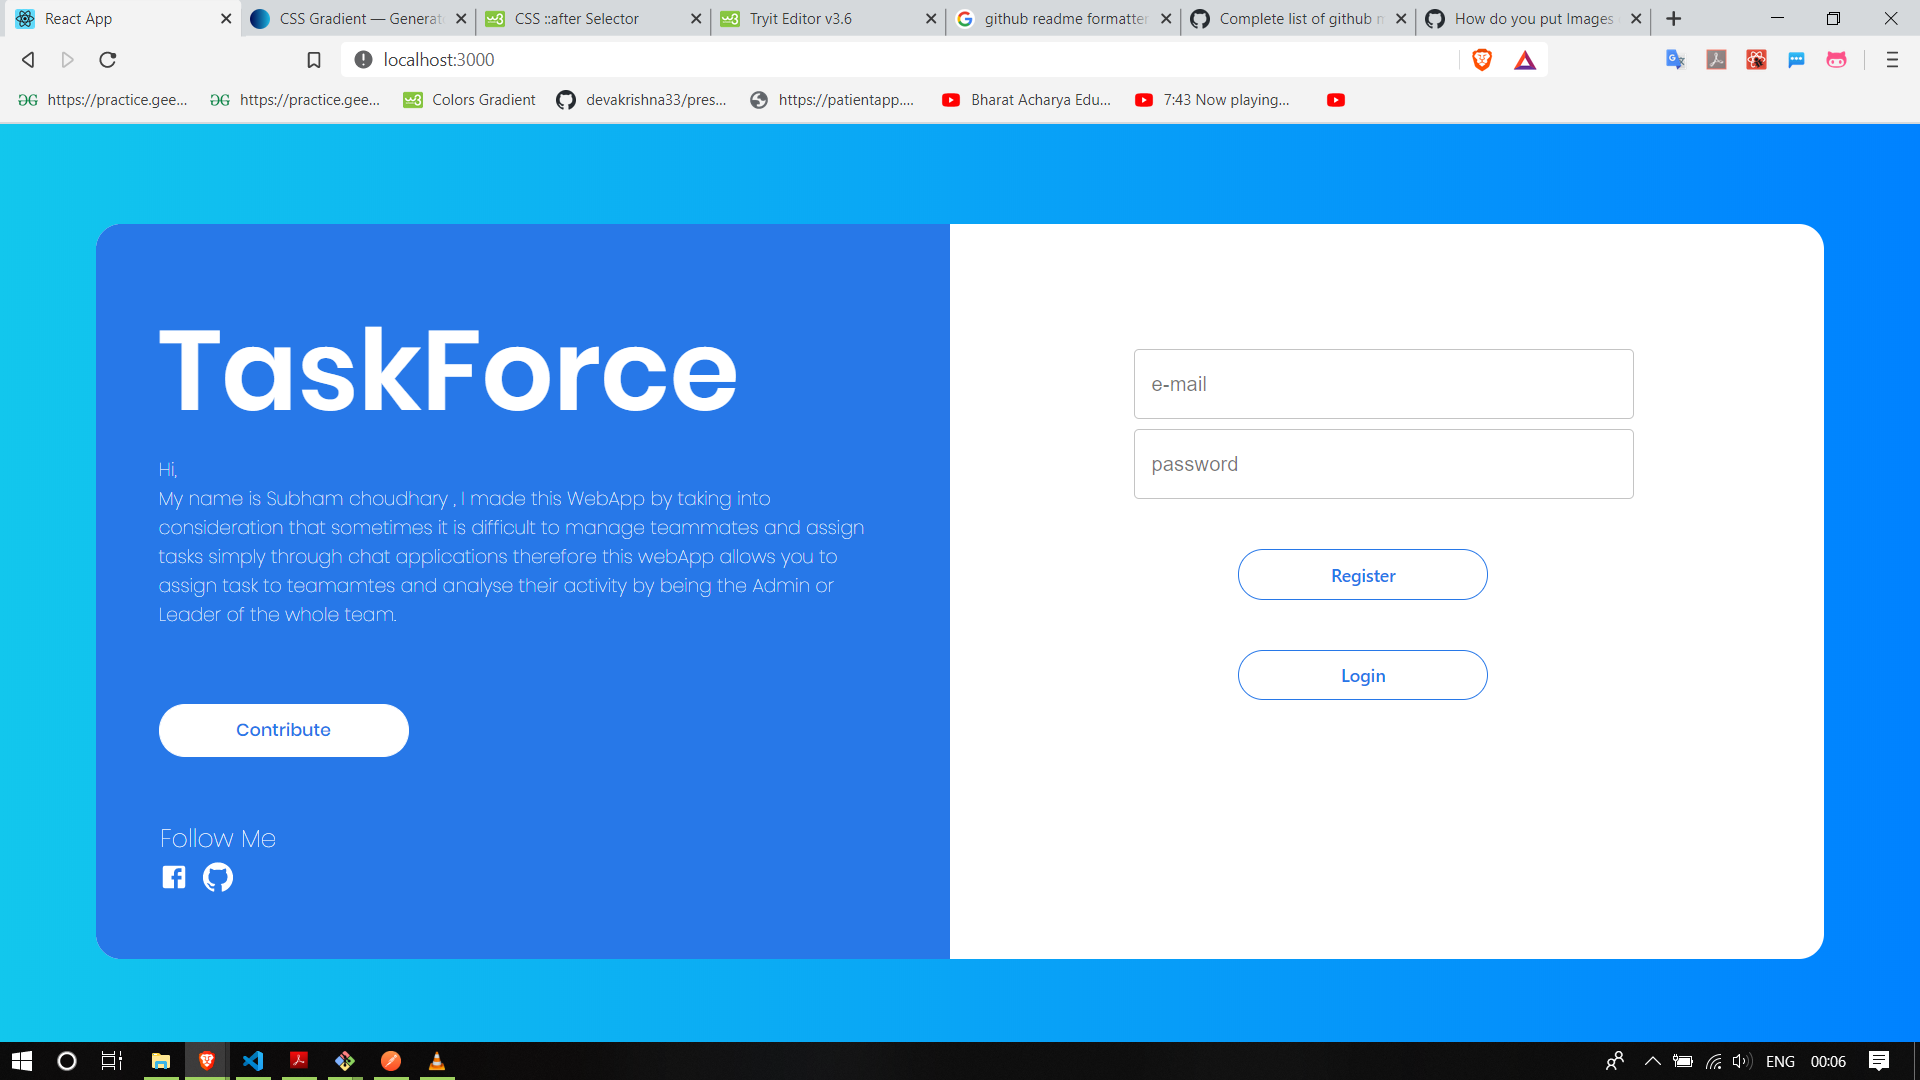 React App
CSS Gradient — Generat
CSS ::after Selector
Tryit Editor v3.6
github readme formatter
Complete list of github m
How do you put Images
localhost:3000
https://practice.gee...
https://practice.gee...
Colors Gradient
devakrishna33/pres...
https://patientapp....
Bharat Acharya Edu...
7:43 Now playing...
TaskForce
Hi,
My name is Subham choudhary , I made this WebApp by taking into
consideration that sometimes it is difficult to manage teammates and assign
tasks simply through chat applications therefore this webApp allows you to
assign task to teamamtes and analyse their activity by being the Admin or
Leader of the whole team.
Contribute
Follow Me
e-mail
password
Register
Login
ENG
00:06